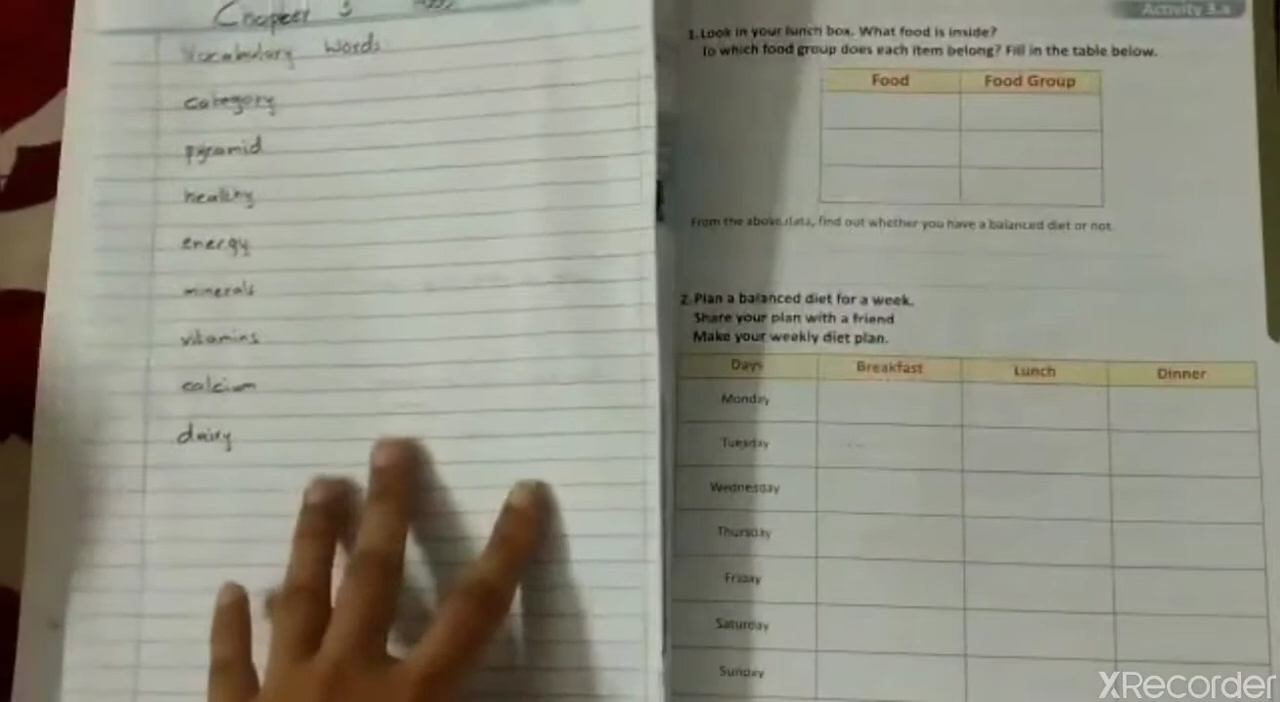 Chapter 3
Vocabulary Words
category
pyramid
healthy
energy
minerals
vitamins
calcium
dairy
Activity 3.a
1. Look in your lunch box. What food is inside?
To which food group does each item belong? Fill in the table below.
Food Food Group
From the above data, find out whether you have a balanced diet or not.
2. Plan a balanced diet for a week.
Share your plan with a friend
Make your weekly diet plan.
Days Breakfast Lunch Dinner
Monday
Tuesday
Wednesday
Thursday
Friday
Saturday
Sunday
XRecorder